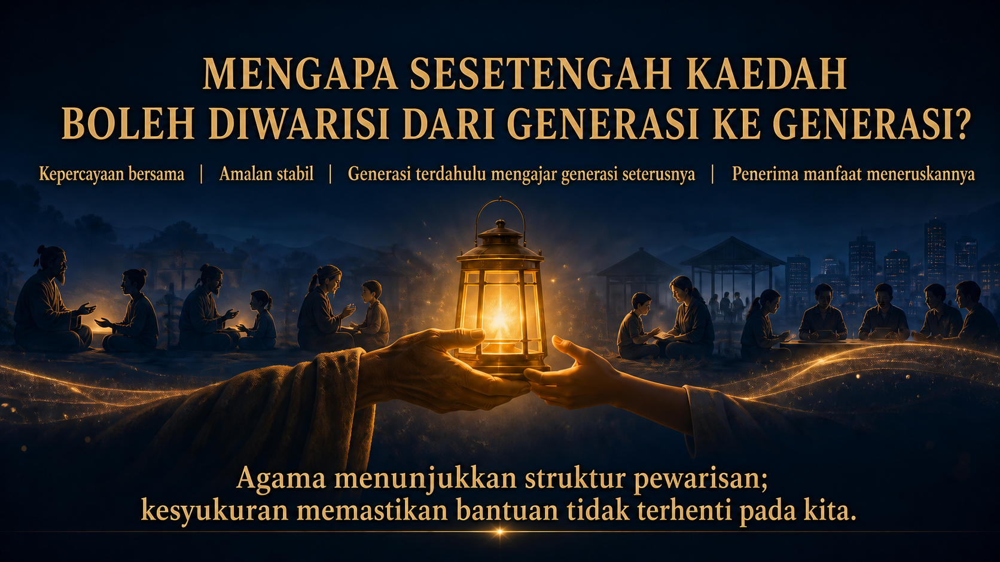 MENGAPA SESETENGAH KAEDAH
BOLEH DIWARISI DARI GENERASI KE GENERASI?
Kepercayaan bersama | Amalan stabil | Generasi terdahulu mengajar generasi seterusnya | Penerima manfaat meneruskannya
Agama menunjukkan struktur pewarisan;
kesyukuran memastikan bantuan tidak terhenti pada kita.